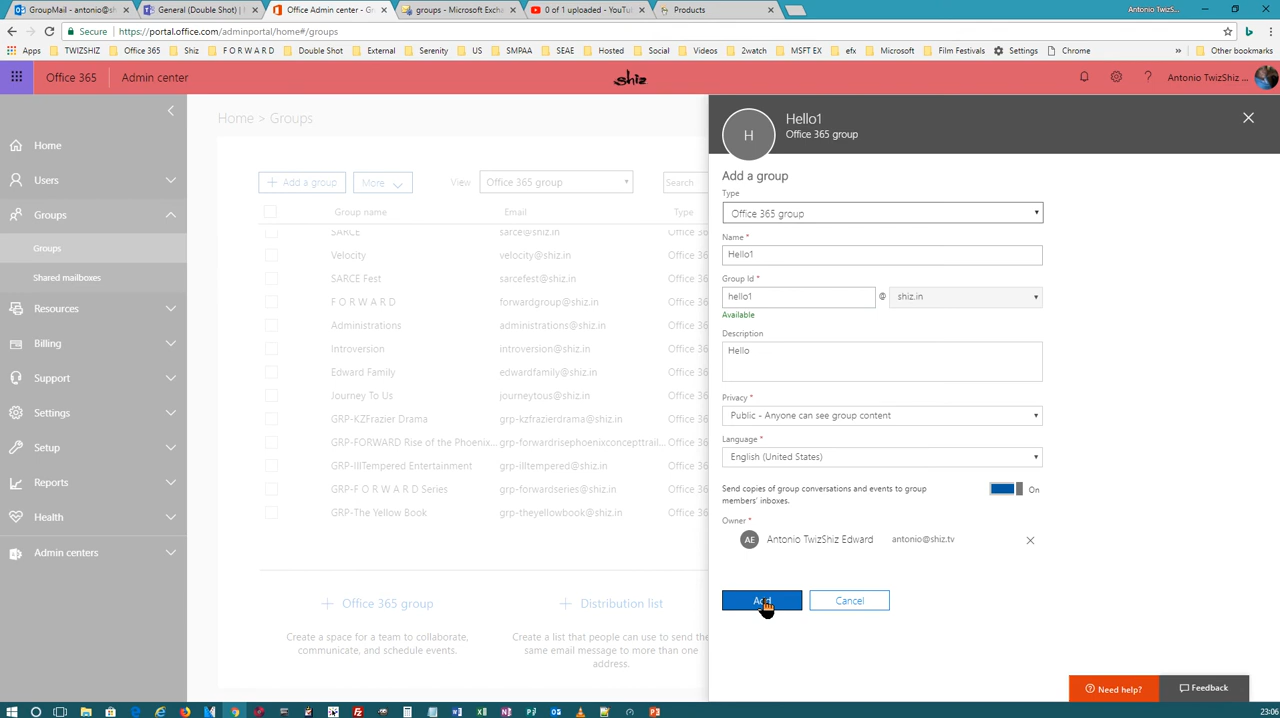 GroupMail - antonio@sh
General (Double Shot) |
Office Admin center - Gr
groups - Microsoft Excha
0 of 1 uploaded - YouTu
Products
Antonio TwizSh...
Secure
https://portal.office.com/adminportal/home#/groups
Apps
TWIZSHIZ
Office 365
Shiz
F O R W A R D
Double Shot
External
Serenity
US
SMPAA
SEAE
Hosted
Social
Videos
2watch
MSFT EX
efx
Microsoft
Film Festivals
Settings
Chrome
»
Other bookmarks
Office 365
Admin center
shiz
Antonio TwizShiz ...
Home
Users
Groups
Groups
Shared mailboxes
Resources
Billing
Support
Settings
Setup
Reports
Health
Admin centers
Home > Groups
+ Add a group
More
View
Office 365 group
Search
Group name
Email
Type
SARCE
sarce@shiz.in
Office 36
Velocity
velocity@shiz.in
Office 36
SARCE Fest
sarcefest@shiz.in
Office 36
F O R W A R D
forwardgroup@shiz.in
Office 36
Administrations
administrations@shiz.in
Office 36
Introversion
introversion@shiz.in
Office 36
Edward Family
edwardfamily@shiz.in
Office 36
Journey To Us
journeytous@shiz.in
Office 36
GRP-KZFrazier Drama
grp-kzfrazierdrama@shiz.in
Office 36
GRP-FORWARD Rise of the Phoenix...
grp-forwardrisephoenixconcepttrail...
Office 36
GRP-IllTempered Entertainment
grp-illtempered@shiz.in
Office 36
GRP-F O R W A R D Series
grp-forwardseries@shiz.in
Office 36
GRP-The Yellow Book
grp-theyellowbook@shiz.in
Office 36
+ Office 365 group
Create a space for a team to collaborate,
communicate, and schedule events.
+ Distribution list
Create a list that people can use to send the
same email message to more than one
address.
H
Hello1
Office 365 group
Add a group
Type
Office 365 group
Name *
Hello1
Group Id *
hello1
@
shiz.in
Available
Description
Hello
Privacy *
Public - Anyone can see group content
Language *
English (United States)
Send copies of group conversations and events to group
members' inboxes.
On
Owner *
AE
Antonio TwizShiz Edward
antonio@shiz.tv
Add
Cancel
Need help?
Feedback
23:06